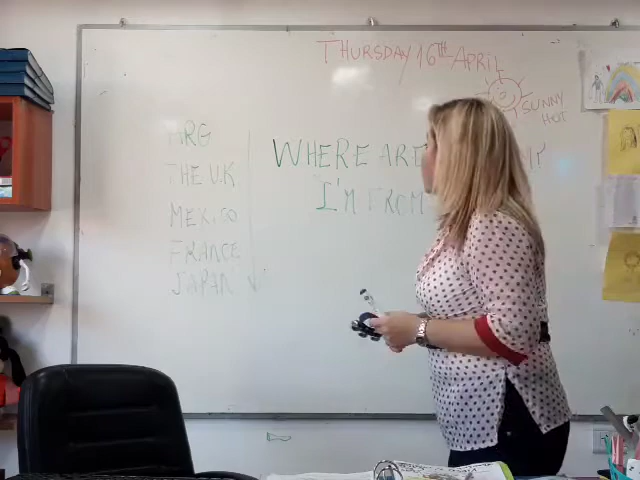 THURSDAY 16TH APRIL
SUNNY
HOT
WHERE ARE
I'M FROM
ARG
THE U.K.
MEXICO
FRANCE
JAPAN